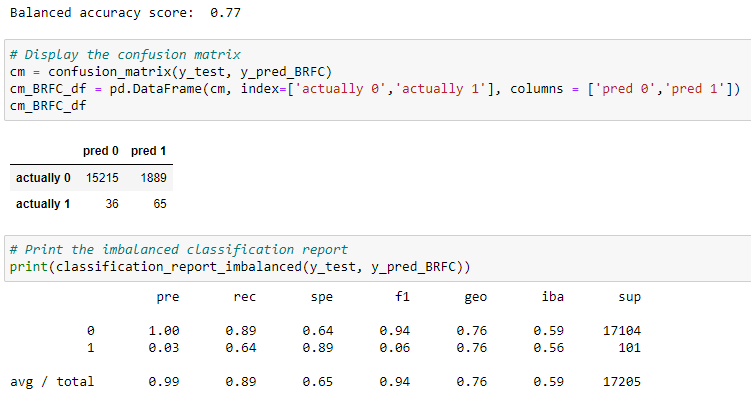 Balanced accuracy score:  0.77
# Display the confusion matrix
cm = confusion_matrix(y_test, y_pred_BRFC)
cm_BRFC_df = pd.DataFrame(cm, index=['actually 0','actually 1'], columns = ['pred 0','pred 1'])
cm_BRFC_df
pred 0 pred 1
actually 0 15215 1889
actually 1 36 65
# Print the imbalanced classification report
print(classification_report_imbalanced(y_test, y_pred_BRFC))
pre rec spe f1 geo iba sup
0 1.00 0.89 0.64 0.94 0.76 0.59 17104
1 0.03 0.64 0.89 0.06 0.76 0.56 101
avg / total 0.99 0.89 0.65 0.94 0.76 0.59 17205